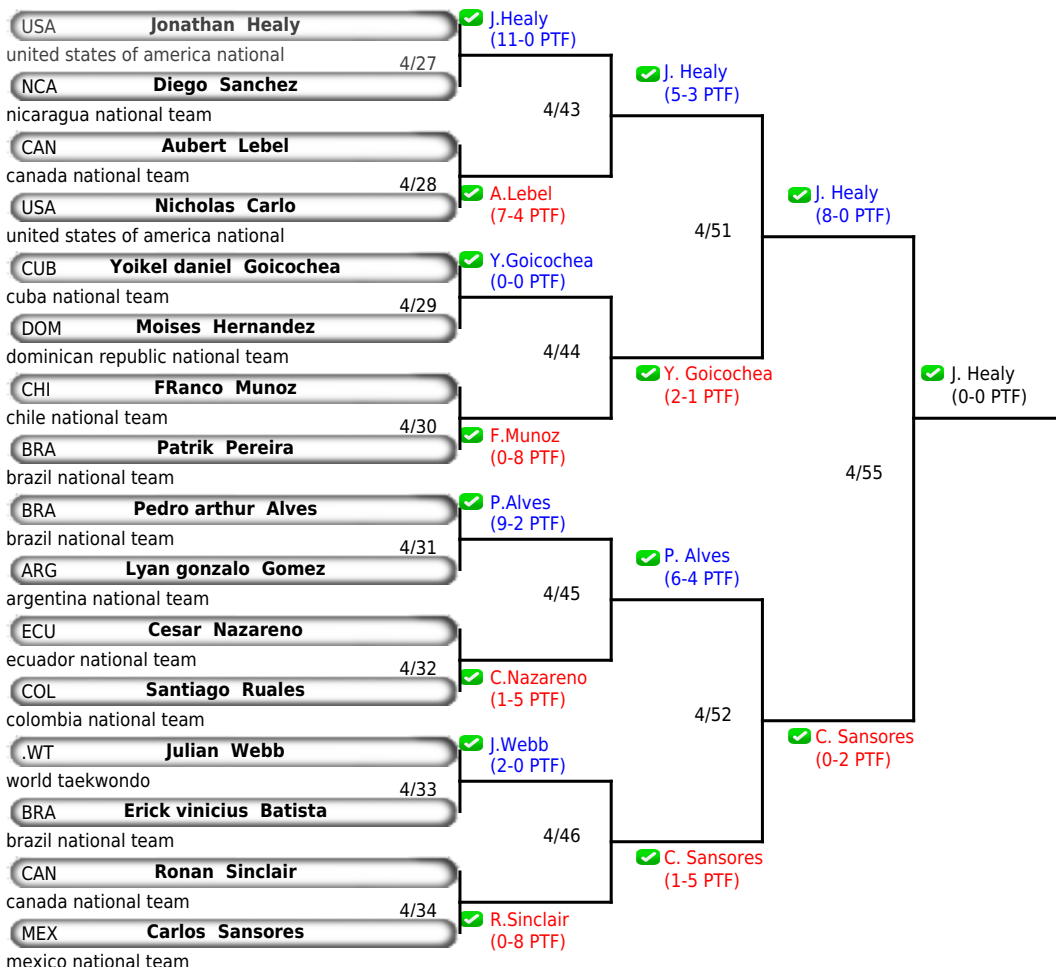 USA Jonathan Healy
united states of america national
4/27
NCA Diego Sanchez
nicaragua national team
CAN Aubert Lebel
canada national team
4/28
USA Nicholas Carlo
united states of america national
CUB Yoikel daniel Goicochea
cuba national team
4/29
DOM Moises Hernandez
dominican republic national team
CHI FRanco Munoz
chile national team
4/30
BRA Patrik Pereira
brazil national team
BRA Pedro arthur Alves
brazil national team
4/31
ARG Lyan gonzalo Gomez
argentina national team
ECU Cesar Nazareno
ecuador national team
4/32
COL Santiago Ruales
colombia national team
.WT Julian Webb
world taekwondo
4/33
BRA Erick vinicius Batista
brazil national team
CAN Ronan Sinclair
canada national team
4/34
MEX Carlos Sansores
mexico national team
J.Healy
(11-0 PTF)
4/43
A.Lebel
(7-4 PTF)
Y.Goicochea
(0-0 PTF)
4/44
F.Munoz
(0-8 PTF)
P.Alves
(9-2 PTF)
4/45
C.Nazareno
(1-5 PTF)
J.Webb
(2-0 PTF)
4/46
R.Sinclair
(0-8 PTF)
J. Healy
(5-3 PTF)
4/51
Y. Goicochea
(2-1 PTF)
P. Alves
(6-4 PTF)
4/52
C. Sansores
(1-5 PTF)
J. Healy
(8-0 PTF)
4/55
C. Sansores
(0-2 PTF)
J. Healy
(0-0 PTF)